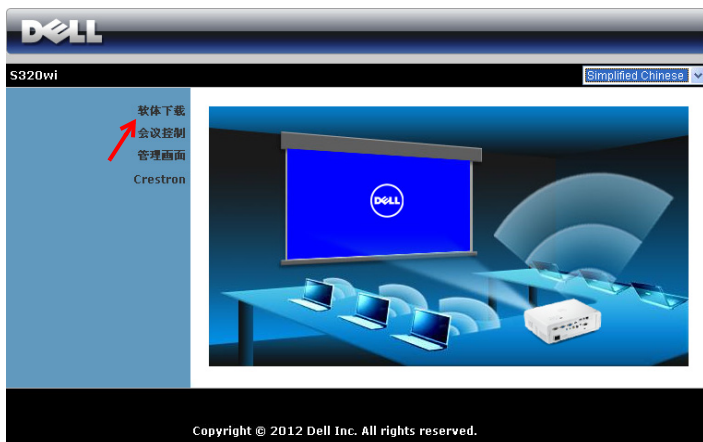 DELL
S320wi
Simplified Chinese
软体下载
会议控制
管理画面
Crestron
DELL
Copyright © 2012 Dell Inc. All rights reserved.